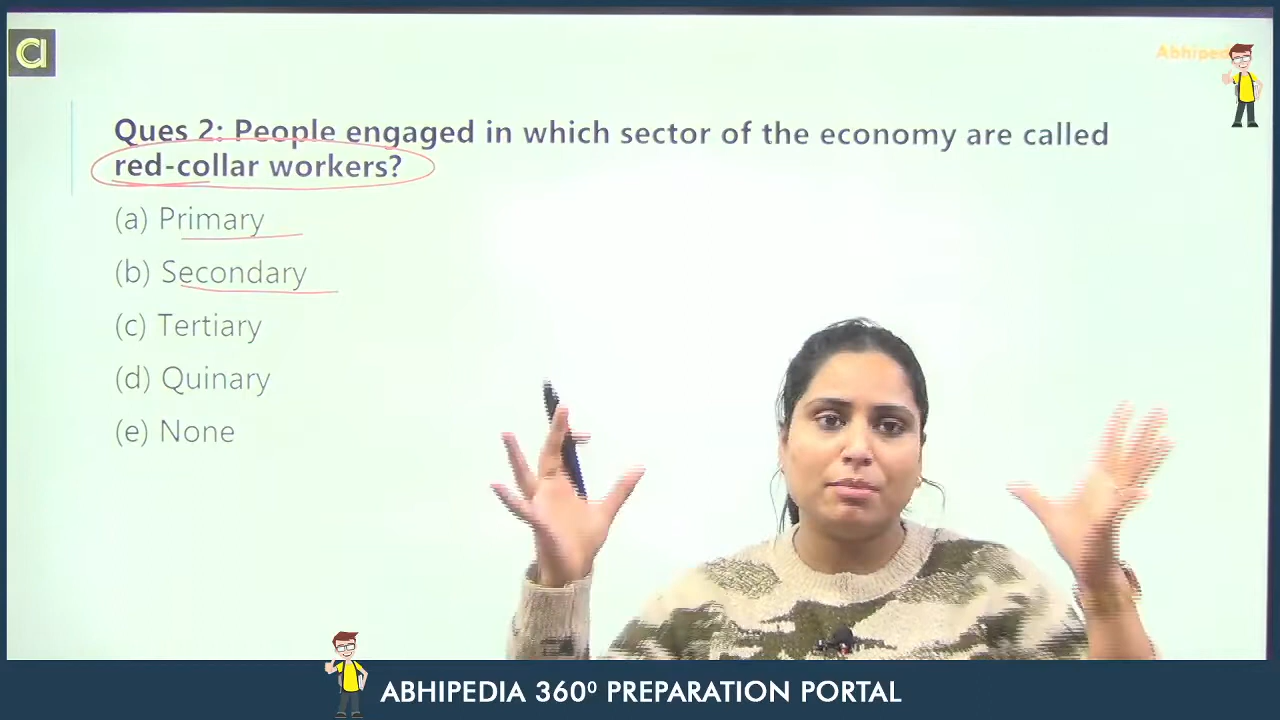 Abhiped
Ques 2: People engaged in which sector of the economy are called
red-collar workers?
(a) Primary
(b) Secondary
(c) Tertiary
(d) Quinary
(e) None
ABHIPEDIA 360⁰ PREPARATION PORTAL